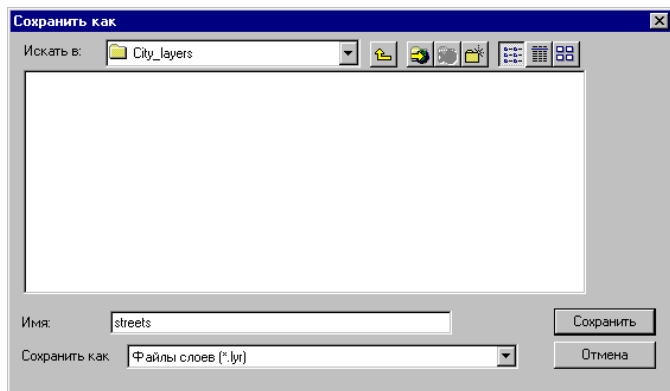 Сохранить как
Искать в: City_layers
Имя: streets Сохранить
Сохранить как Файлы слоев (*.lyr) Отмена